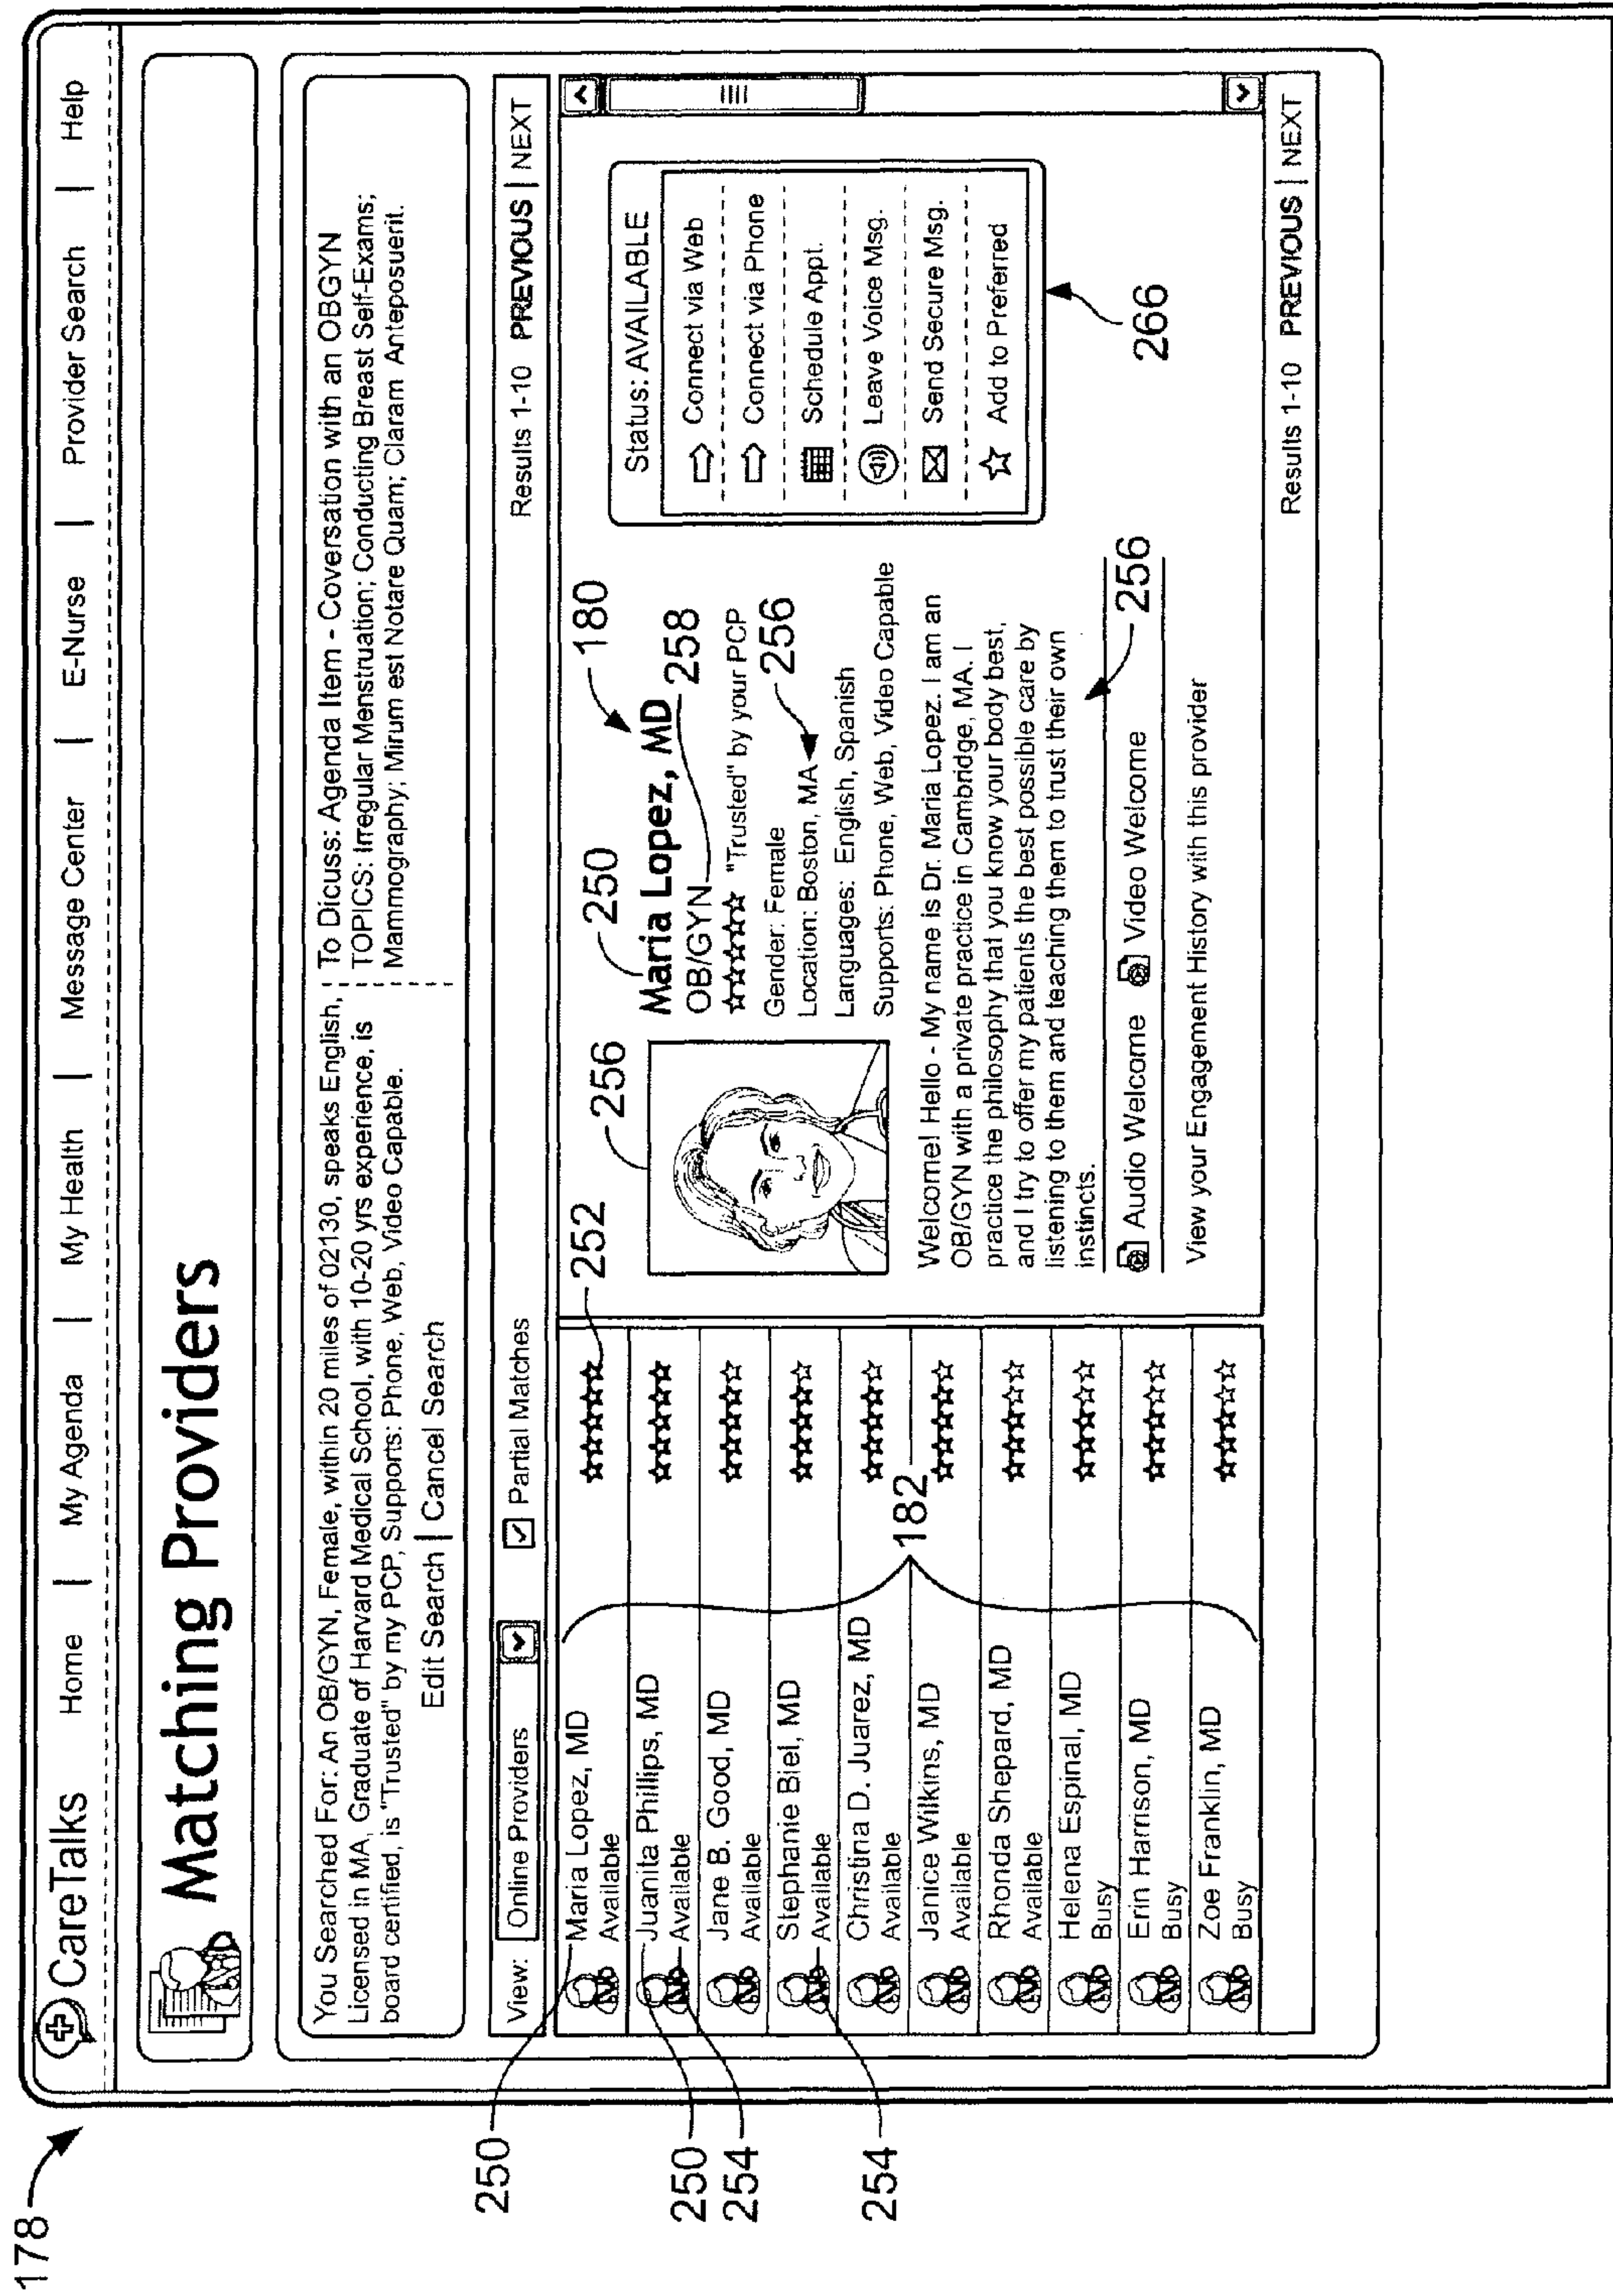 178
CareTalks
Home | My Agenda | My Health | Message Center | E-Nurse | Provider Search | Help
Matching Providers
You Searched For: An OB/GYN, Female, within 20 miles of 02130, speaks English,
Licensed in MA, Graduate of Harvard Medical School, with 10-20 yrs experience, is
board certified, is "Trusted" by my PCP, Supports: Phone, Web, Video Capable.
Edit Search | Cancel Search
To Dicuss: Agenda Item - Coversation with an OBGYN
TOPICS: Irregular Menstruation; Conducting Breast Self-Exams;
Mammography; Mirum est Notare Quam; Claram Anteposuerit.
View: Online Providers Partial Matches
Results 1-10 PREVIOUS | NEXT
250
Maria Lopez, MD
Available
252
250
Juanita Phillips, MD
Available
254
Jane B. Good, MD
Available
Stephanie Biel, MD
Available
254
Christina D. Juarez, MD
Available
182
Janice Wilkins, MD
Available
Rhonda Shepard, MD
Available
Helena Espinal, MD
Busy
Erin Harrison, MD
Busy
Zoe Franklin, MD
Busy
256
250
180
Maria Lopez, MD
OB/GYN
258
"Trusted" by your PCP
Gender: Female
256
Location: Boston, MA
Languages: English, Spanish
Supports: Phone, Web, Video Capable
Welcome! Hello - My name is Dr. Maria Lopez. I am an
OB/GYN with a private practice in Cambridge, MA. I
practice the philosophy that you know your body best,
and I try to offer my patients the best possible care by
listening to them and teaching them to trust their own
instincts.
256
Audio Welcome Video Welcome
View your Engagement History with this provider
Status: AVAILABLE
Connect via Web
Connect via Phone
Schedule Appt.
Leave Voice Msg.
Send Secure Msg.
Add to Preferred
266
Results 1-10 PREVIOUS | NEXT